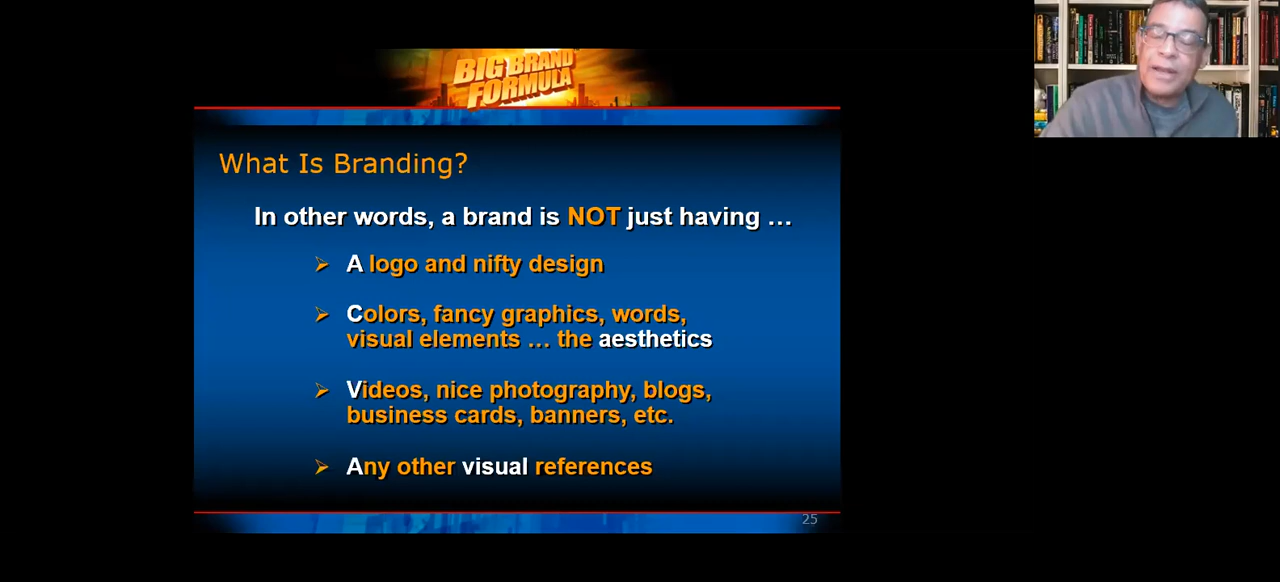 BIG BRAND
FORMULA
What Is Branding?
In other words, a brand is NOT just having …
A logo and nifty design
Colors, fancy graphics, words,
visual elements … the aesthetics
Videos, nice photography, blogs,
business cards, banners, etc.
Any other visual references
25